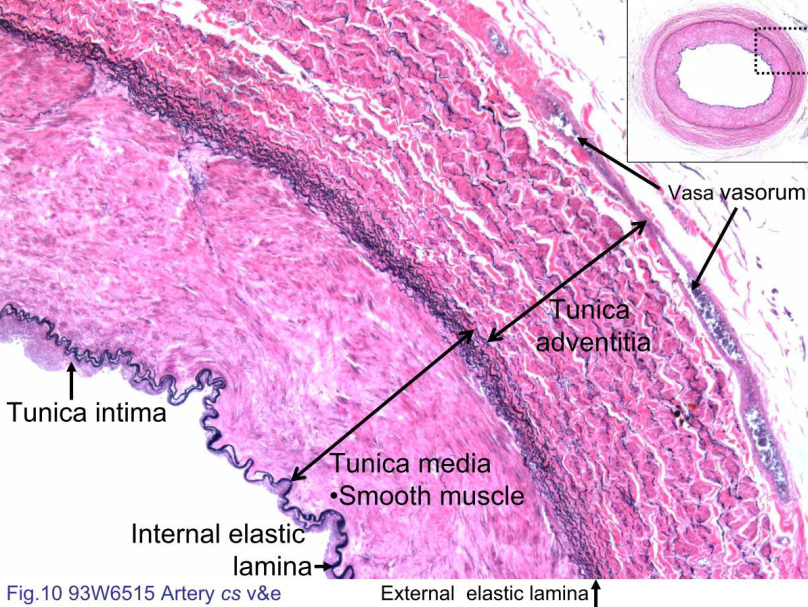 Vasa vasorum
Tunica
adventitia
Tunica intima
Tunica media
•Smooth muscle
Internal elastic
lamina
Fig.10 93W6515 Artery cs v&e
External elastic lamina